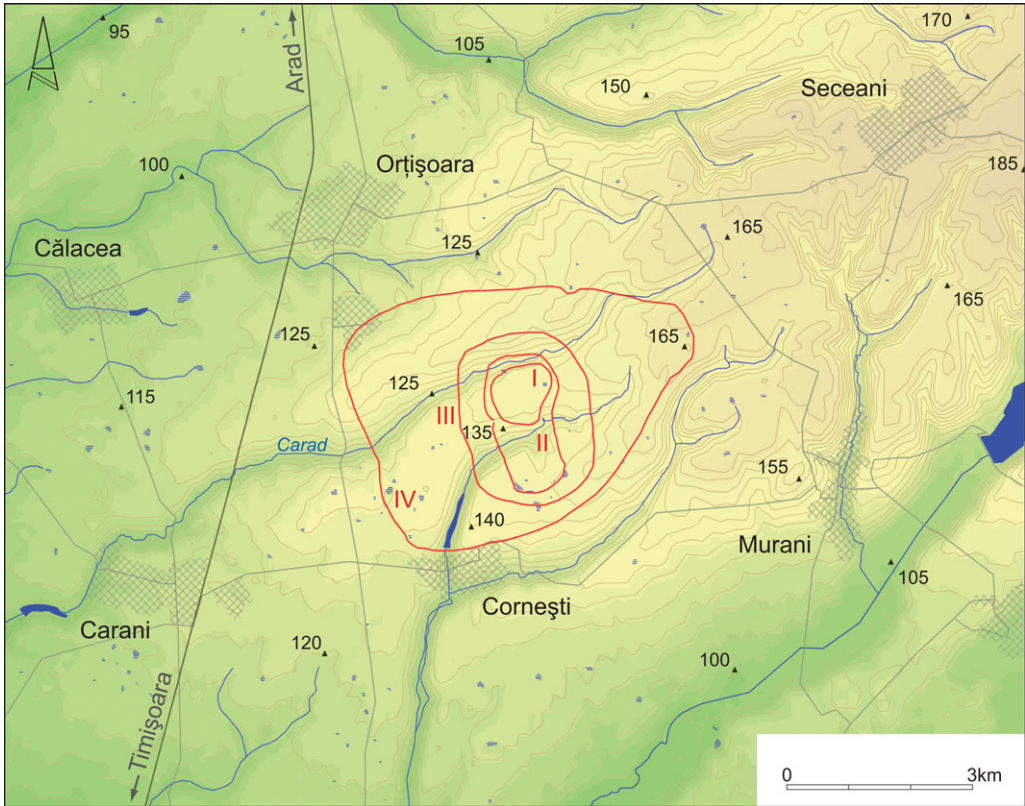 95
Arad
105
170
150
Seceani
Orţişoara
100
185
125
165
Călacea
165
125
165
125
I
115
III
135
II
Carad
155
IV
140
Murani
105
Corneşti
Carani
120
100
Timişoara
0 3km